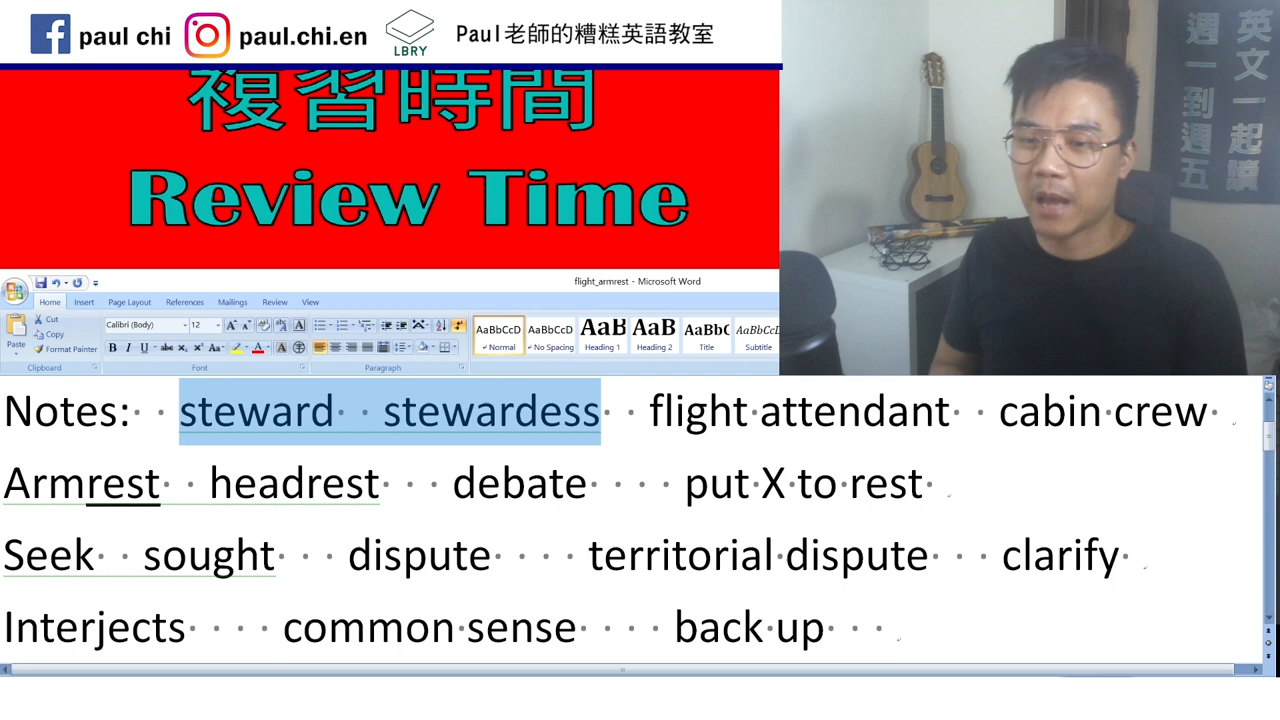 paul chi paul.chi.en LBRY Paul老師的糟糕英語教室
複習時間
Review Time
英文一起讀
週一到週五
flight_armrest - Microsoft Word
Home Insert Page Layout References Mailings Review View
Cut
Copy
Format Painter
Paste
Calibri (Body) 12
AaBbCcD AaBbCcD AaBb AaB AaBbC AaBbCc
Normal No Spacing Heading 1 Heading 2 Title Subtitle
Clipboard Font Paragraph
Notes: steward stewardess flight attendant cabin crew
Armrest headrest debate put X to rest
Seek sought dispute territorial dispute clarify
Interjects common sense back up